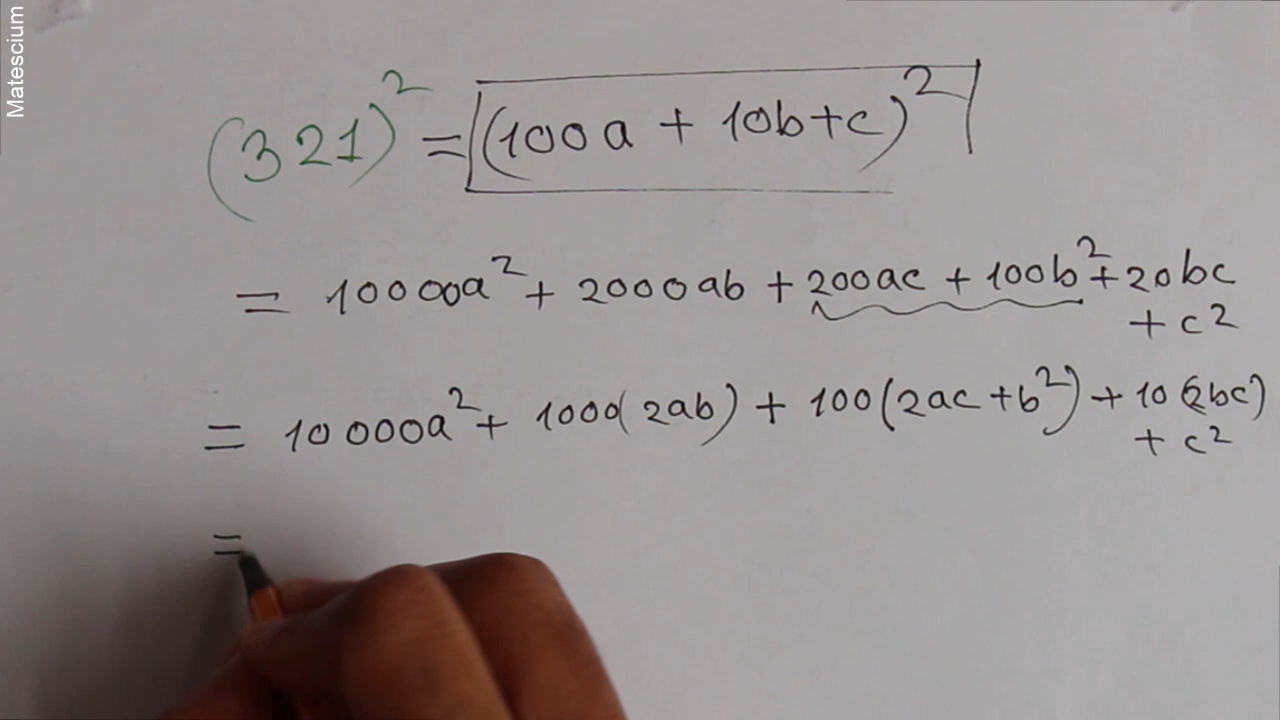 Matescium
(321)² = (100a + 10b+c)²
= 10000a² + 2000ab + 200ac + 100b² + 20bc
+ c²
= 10000a² + 1000(2ab) + 100(2ac + b²) + 10(2bc)
+ c²
=